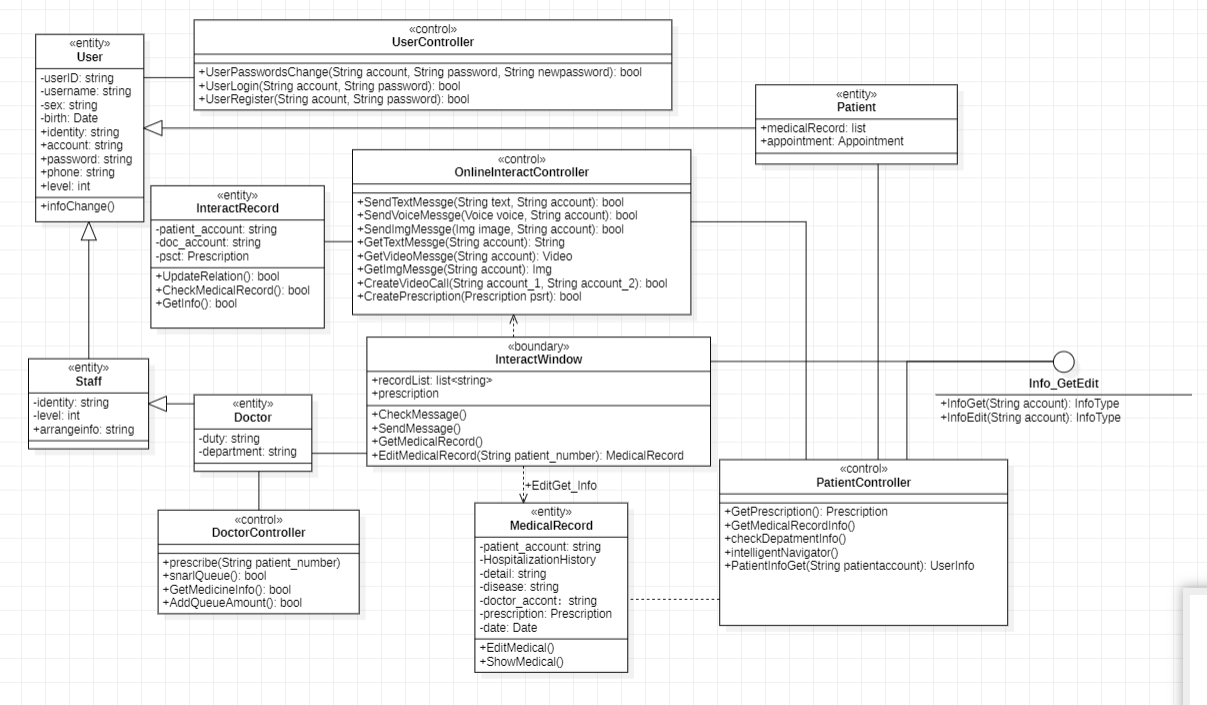 «entity»
User
-userID: string
-username: string
-sex: string
-birth: Date
+identity: string
+account: string
+password: string
+phone: string
+level: int
+infoChange()
«control»
UserController
+UserPasswordsChange(String account, String password, String newpassword): bool
+UserLogin(String account, String password): bool
+UserRegister(String acount, String password): bool
«entity»
Patient
+medicalRecord: list
+appointment: Appointment
«control»
OnlineInteractController
+SendTextMessge(String text, String account): bool
+SendVoiceMessge(Voice voice, String account): bool
+SendImgMessge(Img image, String account): bool
+GetTextMessge(String account): String
+GetVideoMessge(String account): Video
+GetImgMessge(String account): Img
+CreateVideoCall(String account_1, String account_2): bool
+CreatePrescription(Prescription psrt): bool
«entity»
InteractRecord
-patient_account: string
-doc_account: string
-psct: Prescription
+UpdateRelation(): bool
+CheckMedicalRecord(): bool
+GetInfo(): bool
«boundary»
InteractWindow
+recordList: list<string>
+prescription
+CheckMessage()
+SendMessage()
+GetMedicalRecord()
+EditMedicalRecord(String patient_number): MedicalRecord
Info_GetEdit
+InfoGet(String account): InfoType
+InfoEdit(String account): InfoType
«entity»
Staff
-identity: string
-level: int
+arrangeinfo: string
«entity»
Doctor
-duty: string
-department: string
«control»
DoctorController
+prescribe(String patient_number)
+snarlQueue(): bool
+GetMedicineInfo(): bool
+AddQueueAmount(): bool
+EditGet_Info
«entity»
MedicalRecord
-patient_account: string
-HospitalizationHistory
-detail: string
-disease: string
-doctor_accont：string
-prescription: Prescription
-date: Date
+EditMedical()
+ShowMedical()
«control»
PatientController
+GetPrescription(): Prescription
+GetMedicalRecordInfo()
+checkDepatmentInfo()
+intelligentNavigator()
+PatientInfoGet(String patientaccount): UserInfo